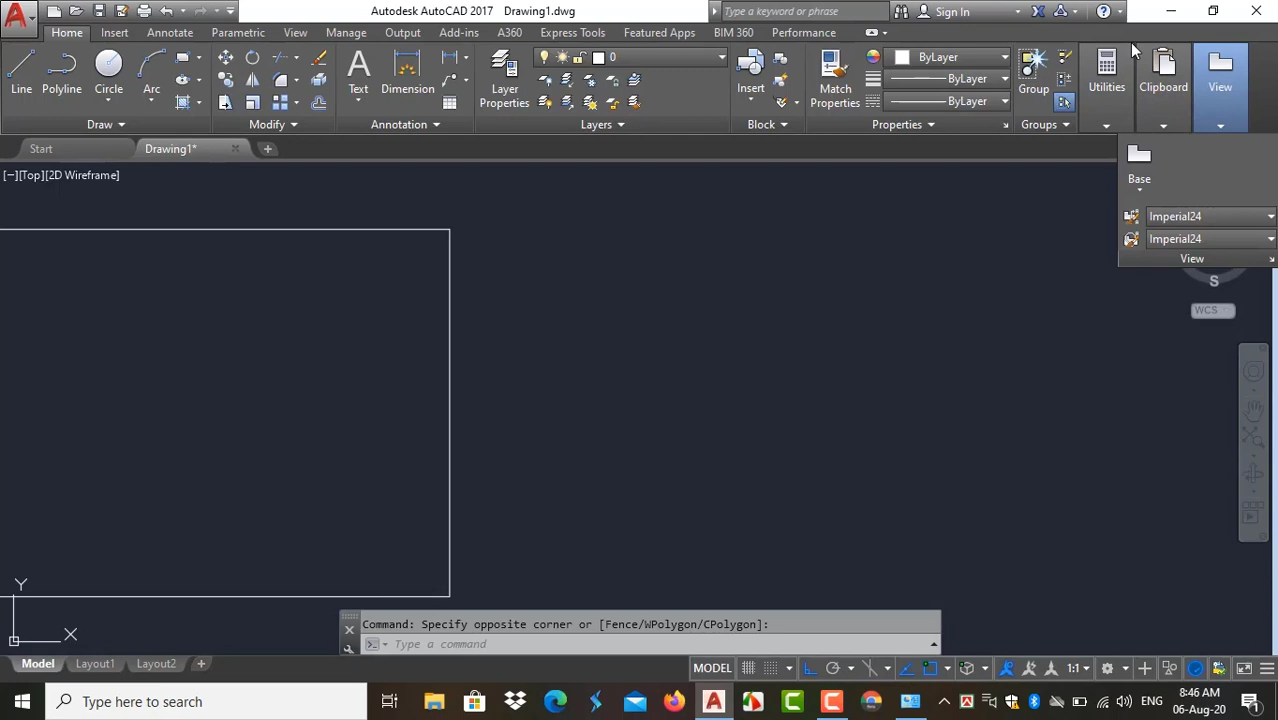 Autodesk AutoCAD 2017 Drawing1.dwg
Type a keyword or phrase
Sign In
Home Insert Annotate Parametric View Manage Output Add-ins A360 Express Tools Featured Apps BIM 360 Performance
Line Polyline Circle Arc
Text Dimension
Layer Properties
0
Insert
Match Properties
ByLayer
ByLayer
ByLayer
Group
Utilities
Clipboard
View
Draw Modify Annotation Layers Block Properties Groups
Start Drawing1* +
[−][Top][2D Wireframe]
Base
Imperial24
Imperial24
View
S
WCS
Y
X
Command: Specify opposite corner or [Fence/WPolygon/CPolygon]:
Type a command
Model Layout1 Layout2 +
MODEL
1:1
Type here to search
ENG
8:46 AM
06-Aug-20
1